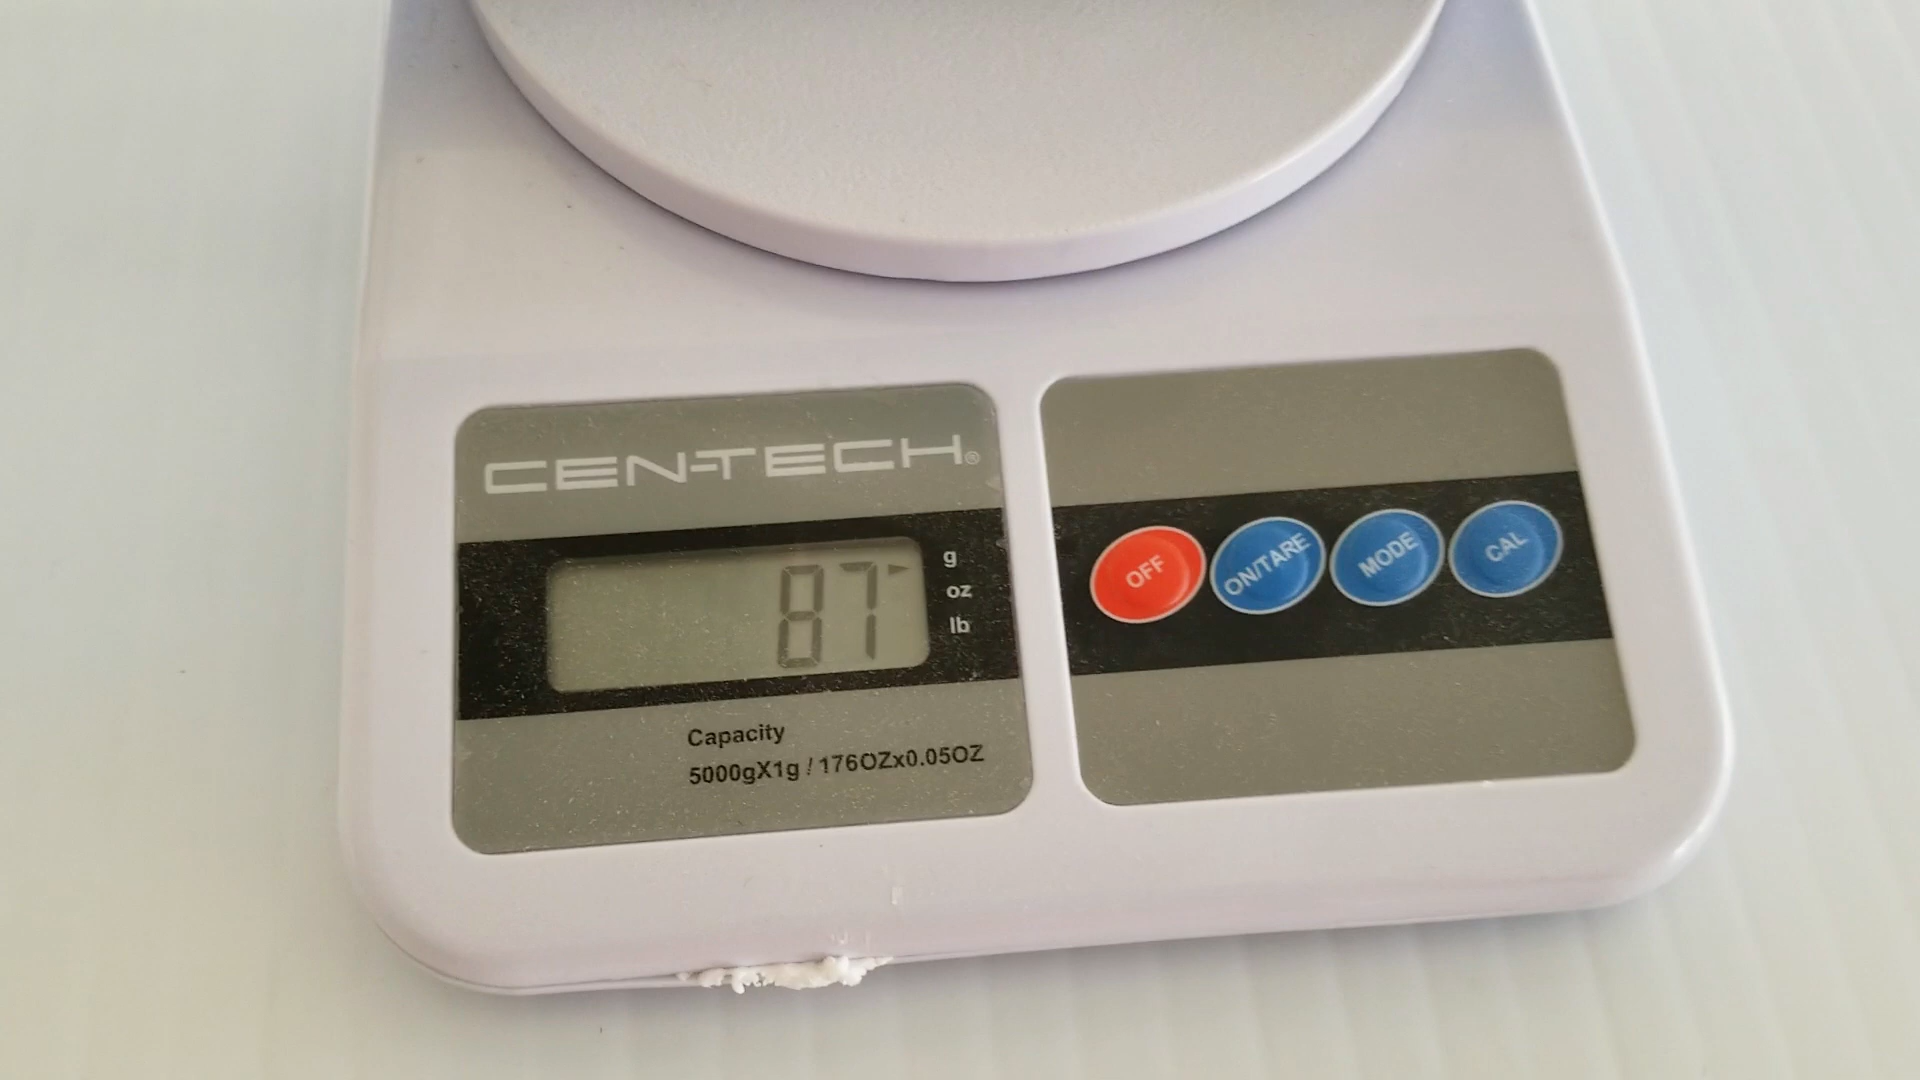 CEN-TECH®
87
g
oz
lb
Capacity
5000gX1g / 176OZx0.05OZ
OFF
ON/TARE
MODE
CAL